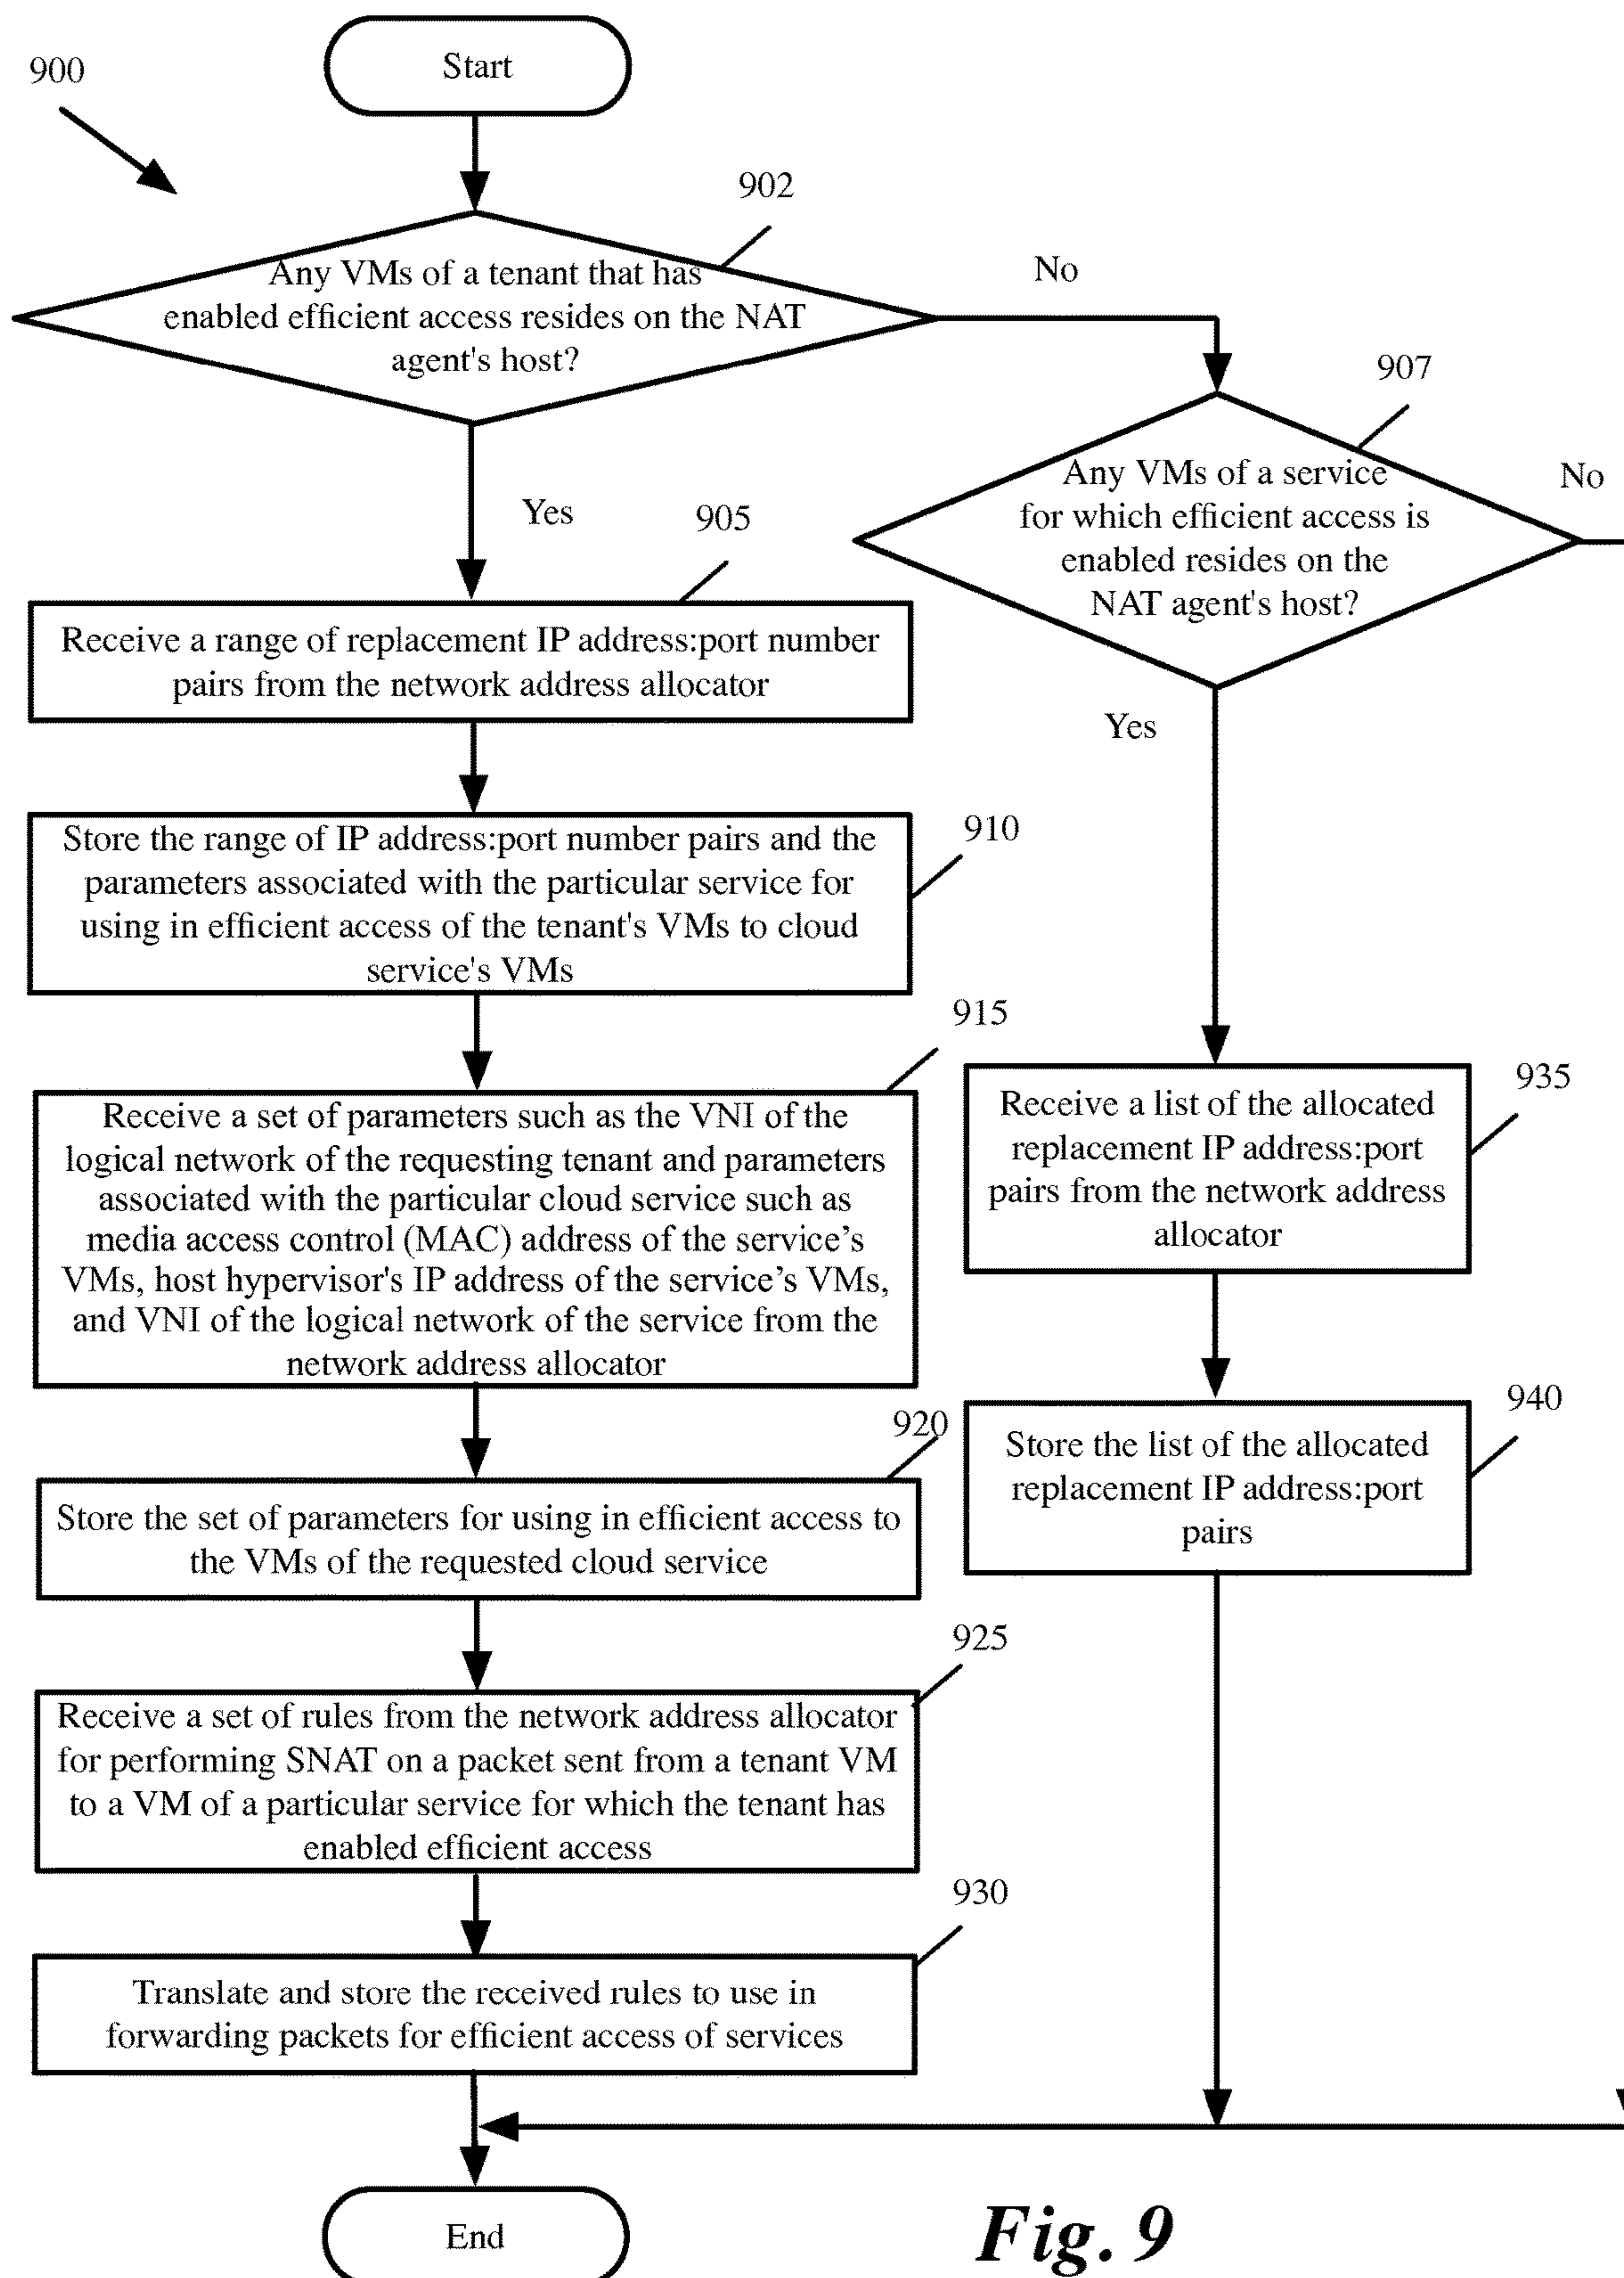 Start
900
902
Any VMs of a tenant that has
enabled efficient access resides on the NAT
agent's host?
No
907
Any VMs of a service
for which efficient access is
enabled resides on the
NAT agent's host?
No
Yes
905
Receive a range of replacement IP address:port number
pairs from the network address allocator
Yes
910
Store the range of IP address:port number pairs and the
parameters associated with the particular service for
using in efficient access of the tenant's VMs to cloud
service's VMs
915
Receive a set of parameters such as the VNI of the
logical network of the requesting tenant and parameters
associated with the particular cloud service such as
media access control (MAC) address of the service’s
VMs, host hypervisor's IP address of the service’s VMs,
and VNI of the logical network of the service from the
network address allocator
935
Receive a list of the allocated
replacement IP address:port
pairs from the network address
allocator
920
Store the set of parameters for using in efficient access to
the VMs of the requested cloud service
940
Store the list of the allocated
replacement IP address:port
pairs
925
Receive a set of rules from the network address allocator
for performing SNAT on a packet sent from a tenant VM
to a VM of a particular service for which the tenant has
enabled efficient access
930
Translate and store the received rules to use in
forwarding packets for efficient access of services
End
Fig. 9